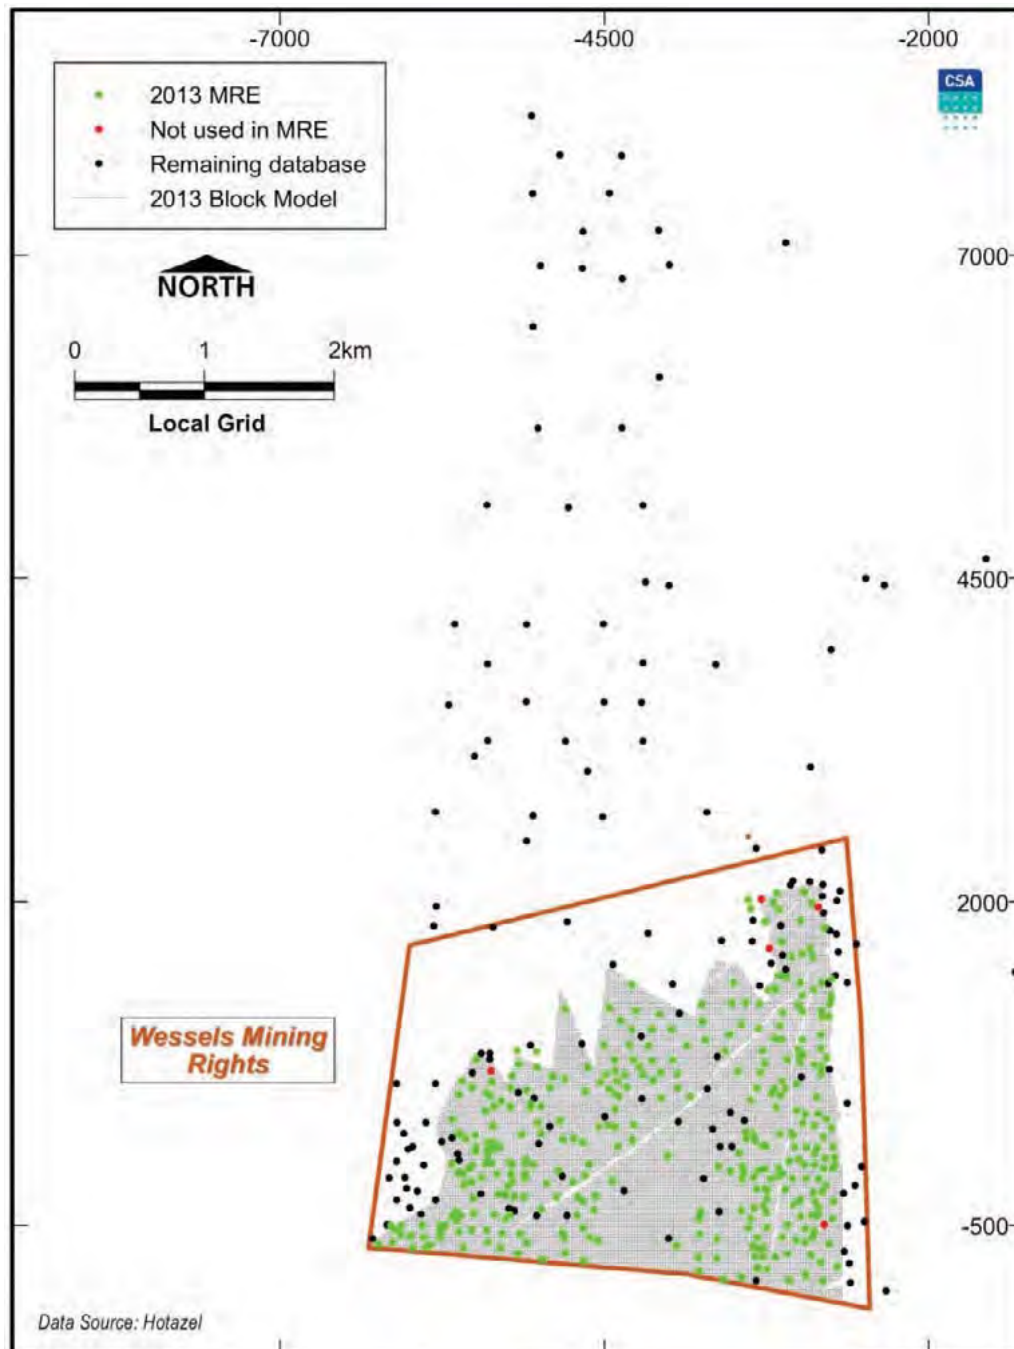 -7000
-4500
-2000
2013 MRE
Not used in MRE
Remaining database
2013 Block Model
CSA
NORTH
7000
0
1
2km
Local Grid
4500
2000
Wessels Mining
Rights
-500
Data Source: Hotazel